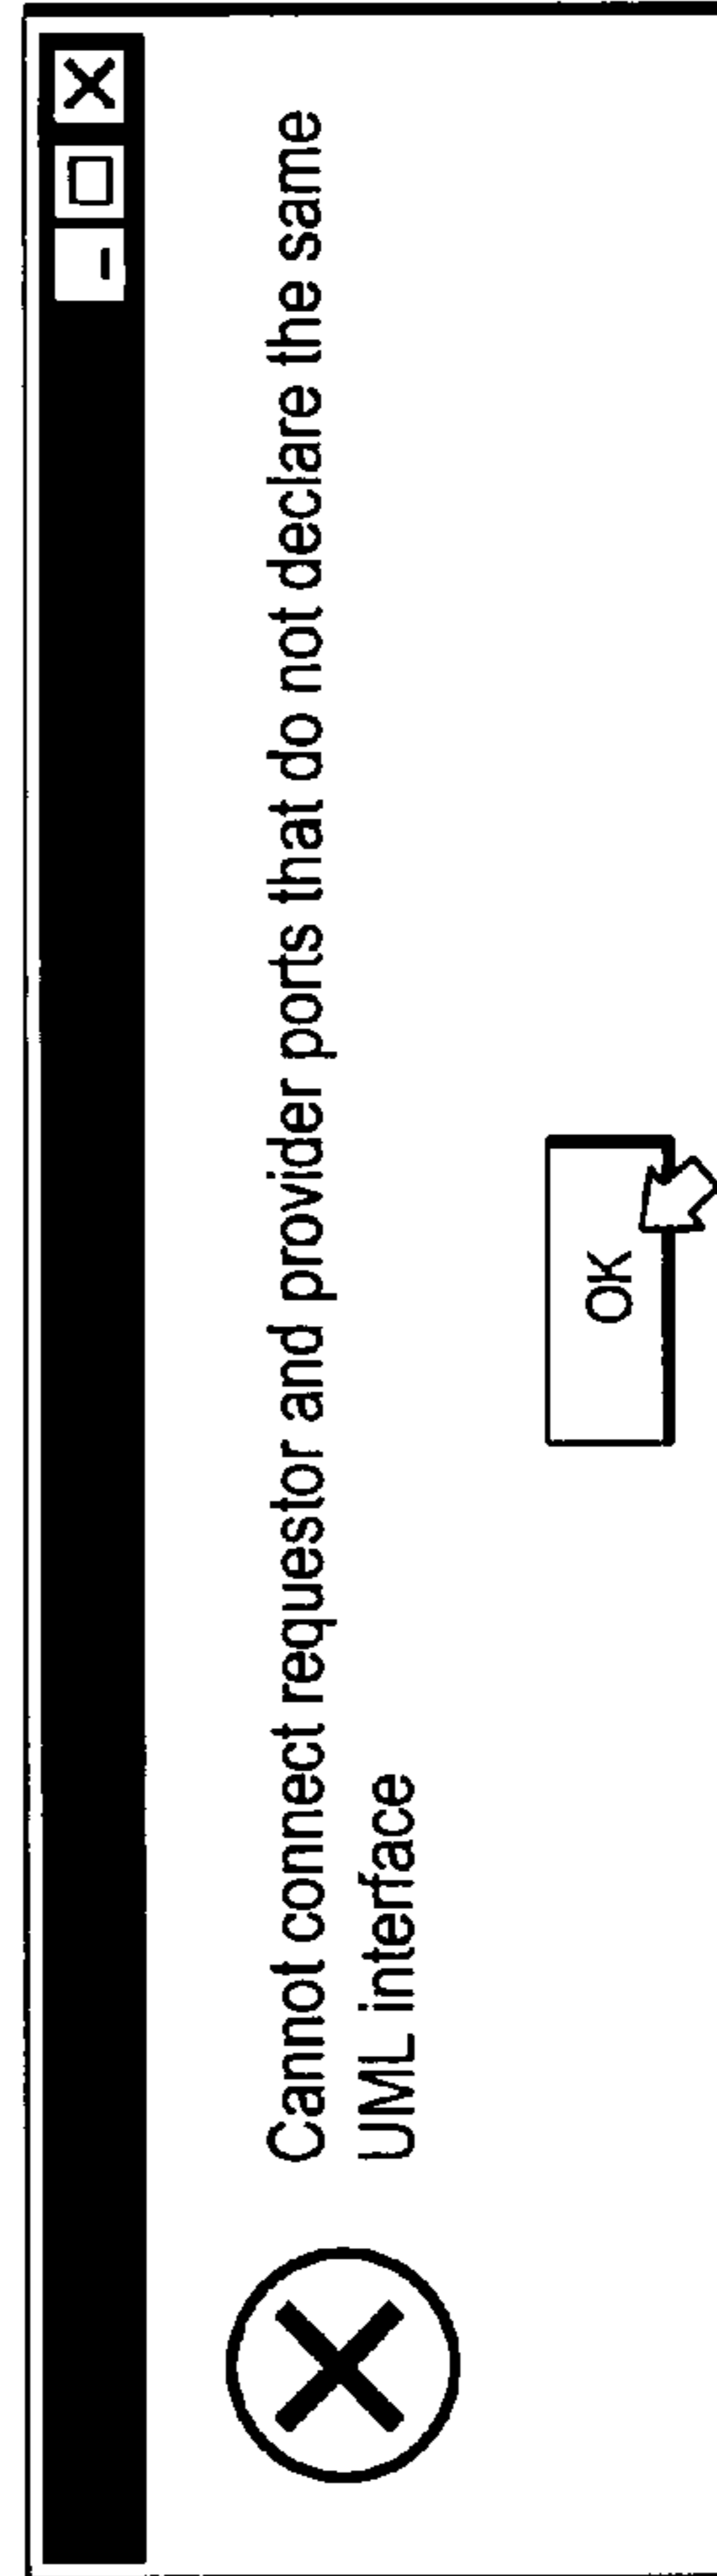 Cannot connect requestor and provider ports that do not declare the same
UML interface
OK